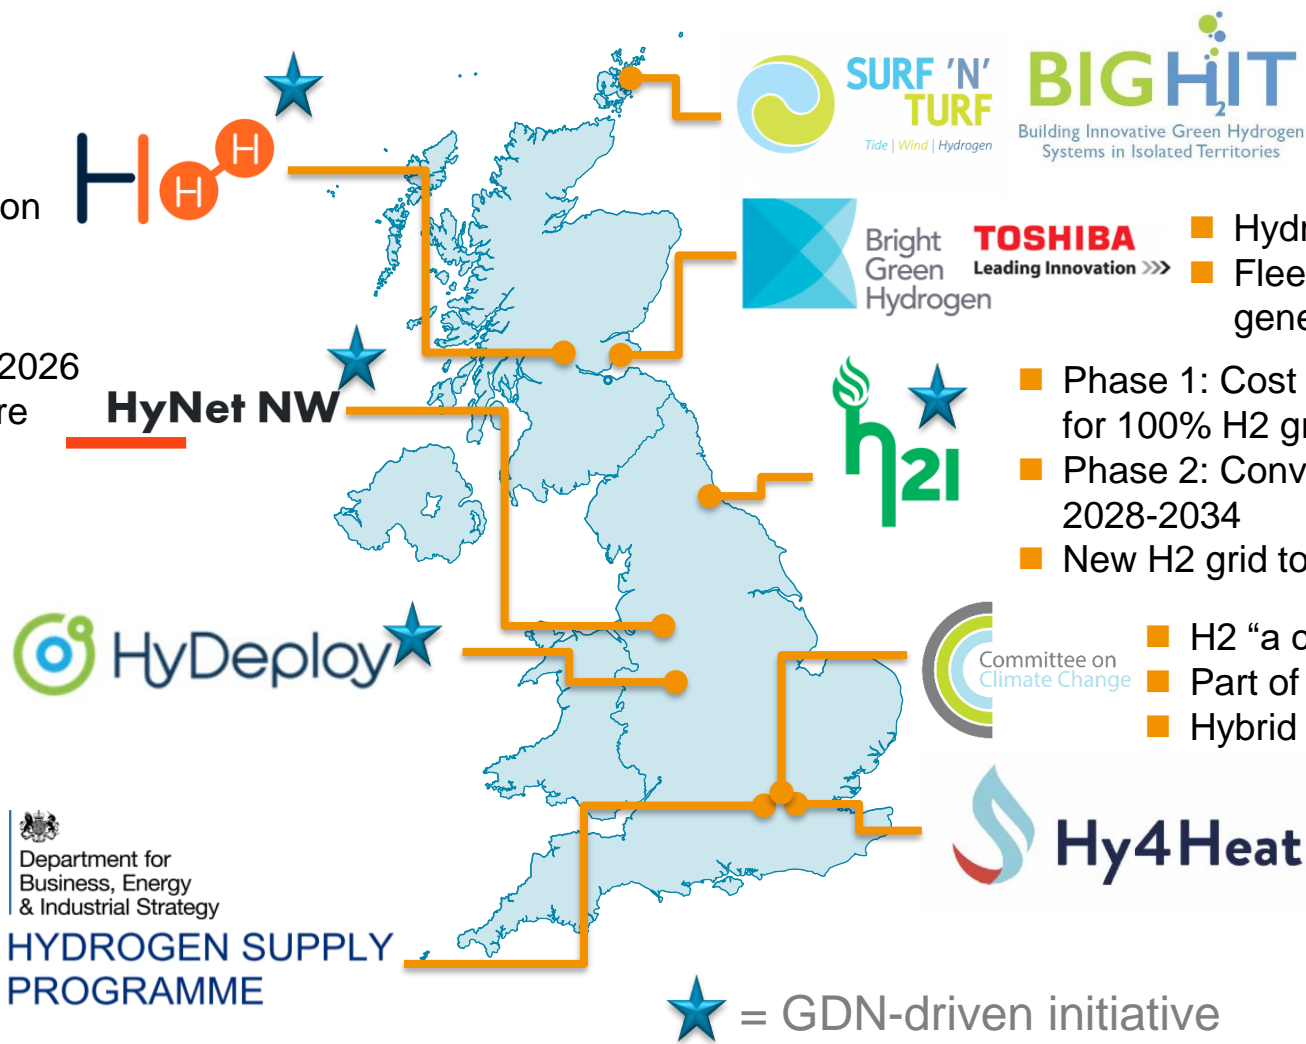 SURF 'N'
TURF
Tide | Wind | Hydrogen
BIGH2IT
Building Innovative Green Hydrogen
Systems in Isolated Territories
H
H
H
on
Bright
Green
Hydrogen
TOSHIBA
Leading Innovation >>>
Hydr
Flee
gene
2026
re
HyNet NW
h21
Phase 1: Cost
for 100% H2 gr
Phase 2: Conv
2028-2034
New H2 grid to
HyDeploy
Committee on
Climate Change
H2 “a c
Part of
Hybrid
Department for
Business, Energy
& Industrial Strategy
HYDROGEN SUPPLY
PROGRAMME
Hy4Heat
= GDN-driven initiative